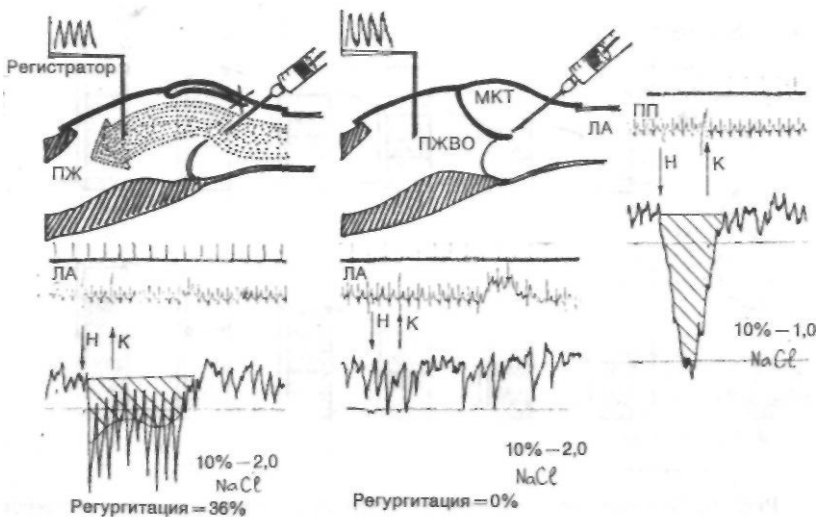 Регистратор
ПЖ
ЛА
Н
К
10%—2,0
NaCl
Регургитация=36%
МКТ
ЛА
ПЖВО
ЛА
Н
К
10%—2,0
NaCl
Регургитация=0%
ПП
Н
К
10%—1,0
NaCl